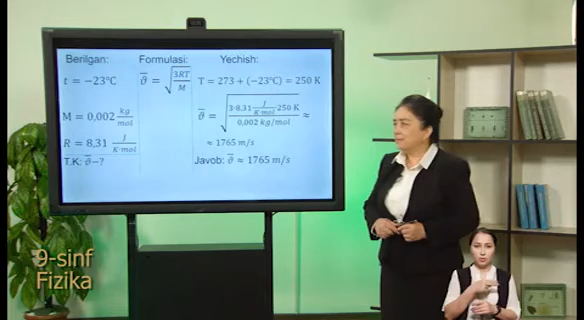 Berilgan: Formulasi: Yechish:
t = −23°C ϑ̅ = √(3RT/M) T = 273 + (−23°C) = 250 K
M = 0,002 kg/mol ϑ̅ = √((3·8,31 J/(K·mol)·250 K)/(0,002 kg/mol)) ≈
R = 8,31 J/(K·mol) ≈ 1765 m/s
T.K: ϑ̅−? Javob: ϑ̅ ≈ 1765 m/s
9-sinf
Fizika